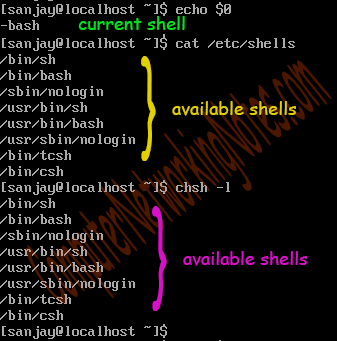 [sanjay@localhost ~]$ echo $0
-bash current shell
[sanjay@localhost ~]$ cat /etc/shells
/bin/sh
/bin/bash
/sbin/nologin
/usr/bin/sh
/usr/bin/bash
/usr/sbin/nologin
/bin/tcsh
/bin/csh
available shells
[sanjay@localhost ~]$ chsh -l
/bin/sh
/bin/bash
/sbin/nologin
/usr/bin/sh
/usr/bin/bash
/usr/sbin/nologin
/bin/tcsh
/bin/csh
available shells
[sanjay@localhost ~]$
ComputerNetworkingNotes.com